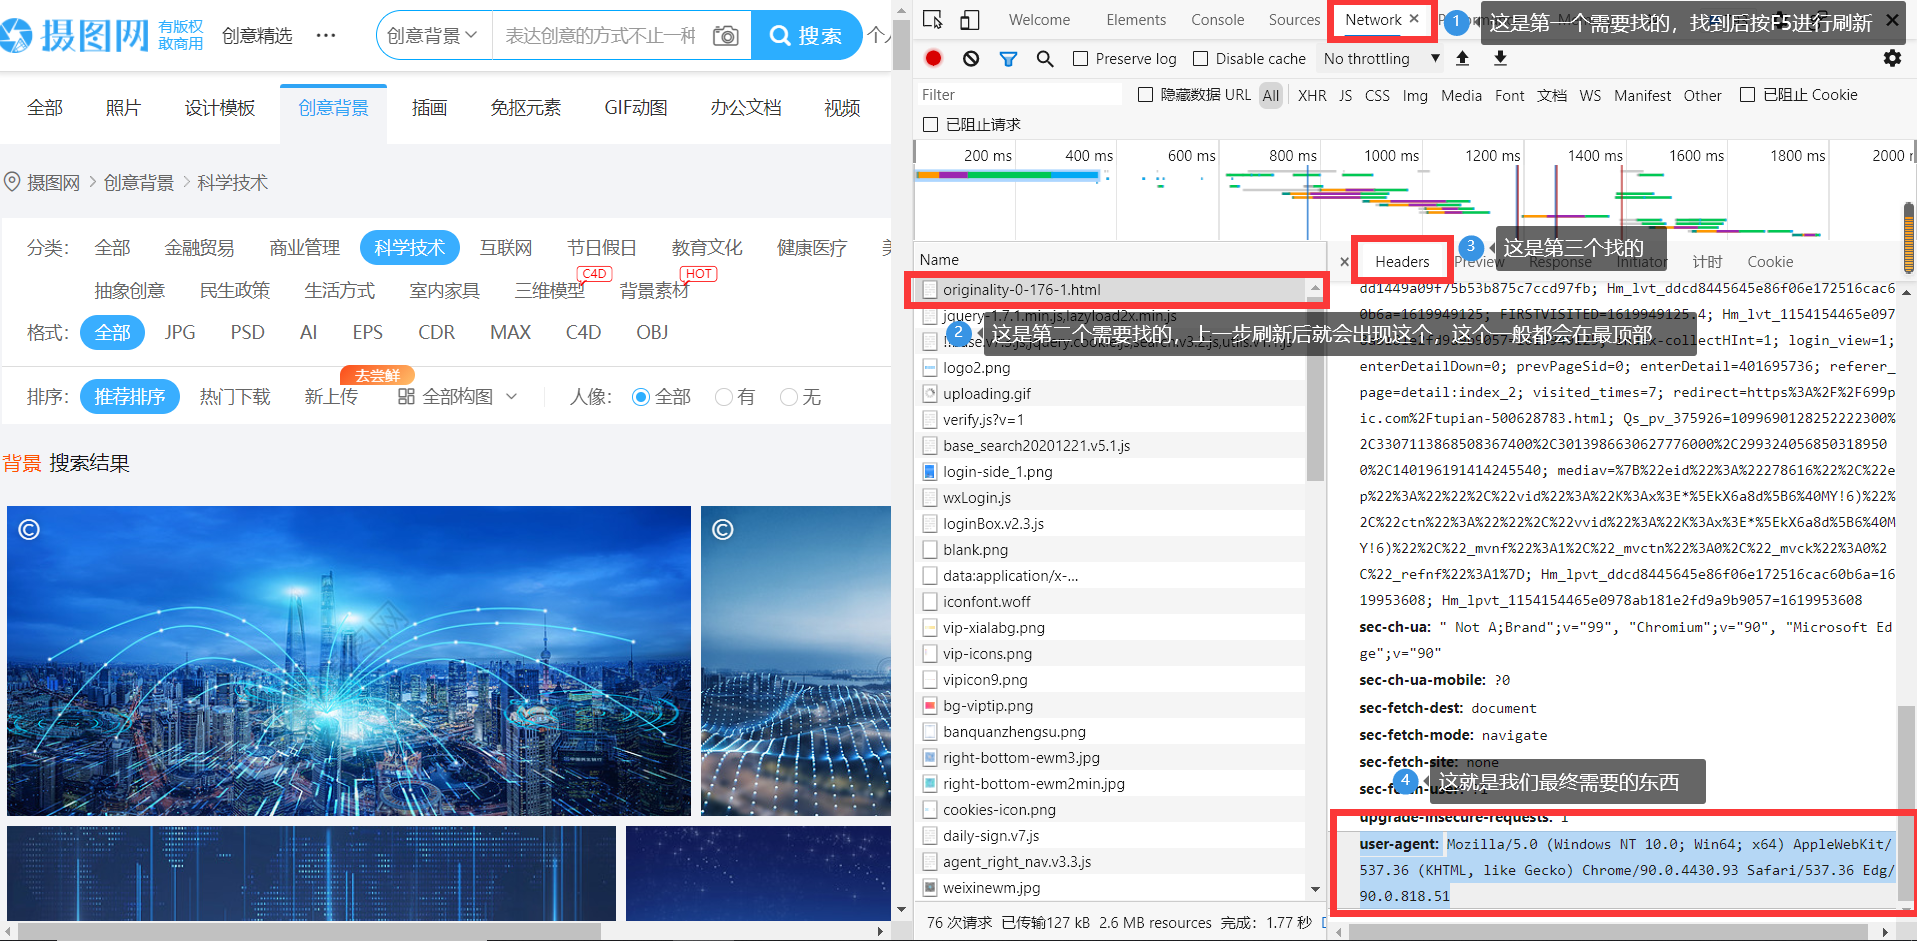 摄图网 有版权 敢商用 创意精选 ··· 创意背景 表达创意的方式不止一种 搜索 个人
全部 照片 设计模板 创意背景 插画 免抠元素 GIF动图 办公文档 视频
摄图网 > 创意背景 > 科学技术
分类: 全部 金融贸易 商业管理 科学技术 互联网 节日假日 教育文化 健康医疗 美
C4D HOT
抽象创意 民生政策 生活方式 室内家具 三维模型 背景素材
格式: 全部 JPG PSD AI EPS CDR MAX C4D OBJ
去尝鲜
排序: 推荐排序 热门下载 新上传 全部构图 人像: 全部 有 无
背景 搜索结果
©
©
Welcome Elements Console Sources Network ×
1 这是第一个需要找的，找到后按F5进行刷新
Preserve log Disable cache No throttling
Filter 隐藏数据 URL All XHR JS CSS Img Media Font 文档 WS Manifest Other 已阻止 Cookie
已阻止请求
200 ms 400 ms 600 ms 800 ms 1000 ms 1200 ms 1400 ms 1600 ms 1800 ms 2000
Name
originality-0-176-1.html
jquery-1.7.1.min.js,lazyload2x.min.js
2 这是第二个需要找的，上一步刷新后就会出现这个，这个一般都会在最顶部
logo2.png
uploading.gif
verify.js?v=1
base_search20201221.v5.1.js
login-side_1.png
wxLogin.js
loginBox.v2.3.js
blank.png
data:application/x-...
iconfont.woff
vip-xialabg.png
vip-icons.png
vipicon9.png
bg-viptip.png
banquanzhengsu.png
right-bottom-ewm3.jpg
right-bottom-ewm2min.jpg
cookies-icon.png
daily-sign.v7.js
agent_right_nav.v3.3.js
weixinewm.jpg
76 次请求 已传输127 kB 2.6 MB resources 完成: 1.77 秒
× Headers Preview Response Initiator 计时 Cookie
3 这是第三个找的
dd1449a09f75b53b875c7ccd97fb; Hm_lvt_ddcd8445645e86f06e172516cac6
0b6a=1619949125; FIRSTVISITED=1619949125.4; Hm_lvt_1154154465e097
-collectHInt=1; login_view=1;
enterDetailDown=0; prevPageSid=0; enterDetail=401695736; referer_
page=detail:index_2; visited_times=7; redirect=https%3A%2F%2F699p
ic.com%2Ftupian-500628783.html; Qs_pv_375926=1099690128252222300%
2C3307113868508367400%2C3013986630627776000%2C299324056850318950
0%2C140196191414245540; mediav=%7B%22eid%22%3A%22278616%22%2C%22e
p%22%3A%22%22%2C%22vid%22%3A%22K%3Ax%3E*%5EkX6a8d%5B6%40MY!6)%22%
2C%22ctn%22%3A%22%22%2C%22vvid%22%3A%22K%3Ax%3E*%5EkX6a8d%5B6%40M
Y!6)%22%2C%22_mvnf%22%3A1%2C%22_mvctn%22%3A0%2C%22_mvck%22%3A0%2
C%22_refnf%22%3A1%7D; Hm_lpvt_ddcd8445645e86f06e172516cac60b6a=16
19953608; Hm_lpvt_1154154465e0978ab181e2fd9a9b9057=1619953608
sec-ch-ua: " Not A;Brand";v="99", "Chromium";v="90", "Microsoft Ed
ge";v="90"
sec-ch-ua-mobile: ?0
sec-fetch-dest: document
sec-fetch-mode: navigate
sec-fetch-site: none
4 这就是我们最终需要的东西
sec-fetch-user: ?1
upgrade-insecure-requests: 1
user-agent: Mozilla/5.0 (Windows NT 10.0; Win64; x64) AppleWebKit/
537.36 (KHTML, like Gecko) Chrome/90.0.4430.93 Safari/537.36 Edg/
90.0.818.51